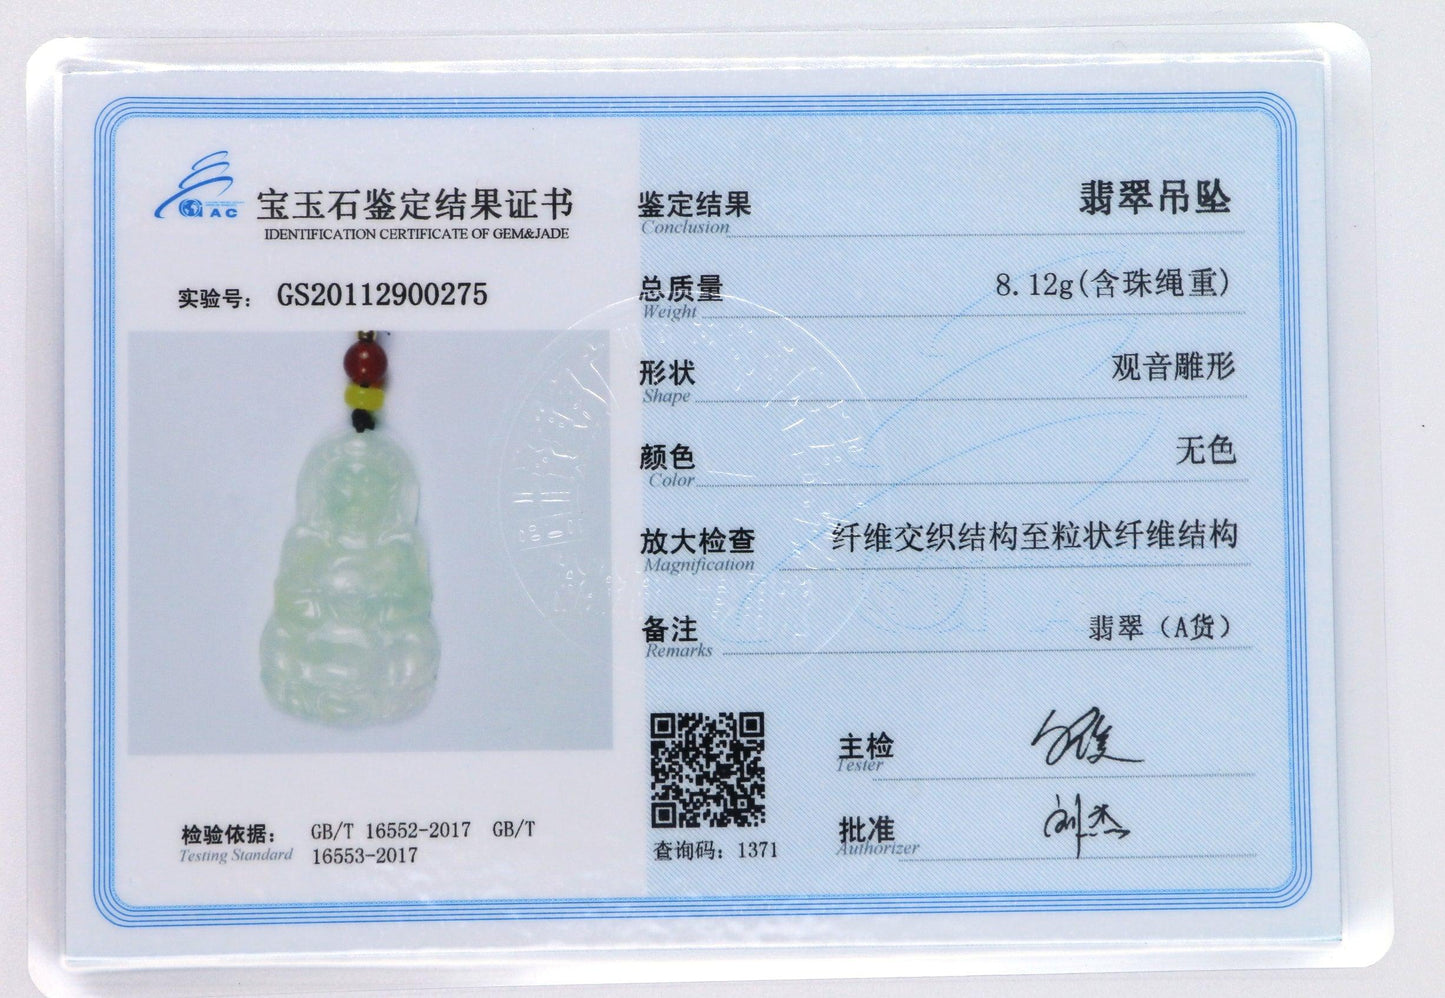 IAC
宝玉石鉴定结果证书
IDENTIFICATION CERTIFICATE OF GEM&JADE
实验号: GS20112900275
检验依据: GB/T 16552-2017 GB/T
Testing Standard 16553-2017
鉴定结果 翡翠吊坠
Conclusion
总质量 8.12g(含珠绳重)
Weight
形状 观音雕形
Shape
颜色 无色
Color
放大检查 纤维交织结构至粒状纤维结构
Magnification
备注 翡翠（A货）
Remarks
查询码: 1371
主检
Tester
批准
Authorizer